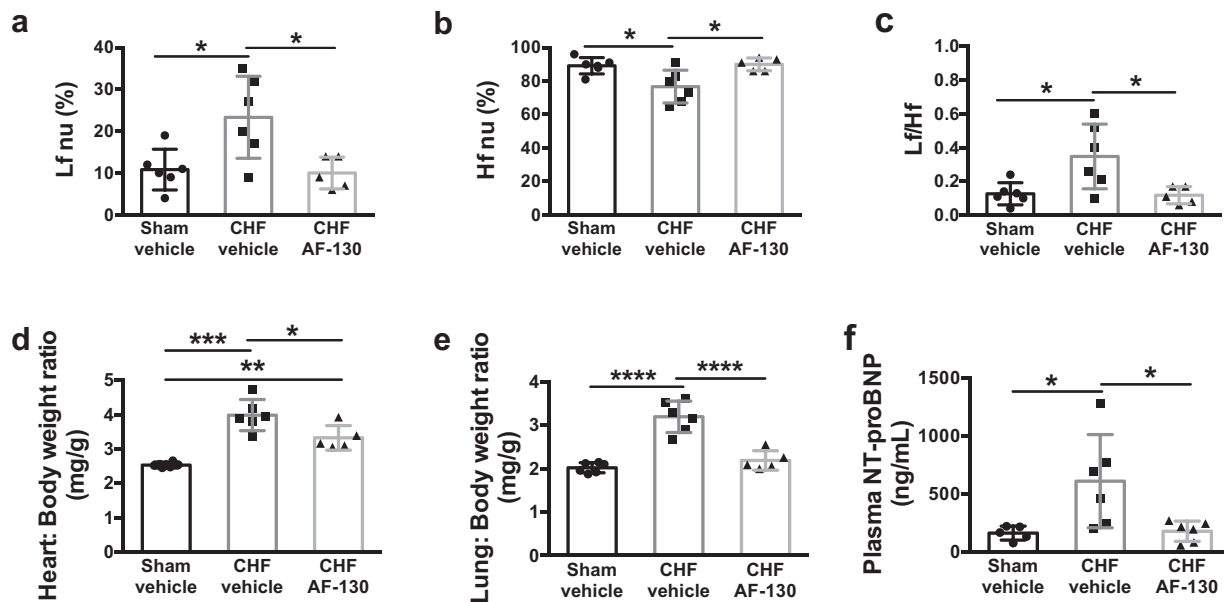 a
Lf nu (%)
40
30
20
10
0
* *
Sham vehicle
CHF vehicle
CHF AF-130
b
Hf nu (%)
100
80
60
40
20
0
* *
Sham vehicle
CHF vehicle
CHF AF-130
c
Lf/Hf
1.0
0.8
0.6
0.4
0.2
0.0
* *
Sham vehicle
CHF vehicle
CHF AF-130
d
Heart: Body weight ratio
(mg/g)
5
4
3
2
1
0
*** *
**
Sham vehicle
CHF vehicle
CHF AF-130
e
Lung: Body weight ratio
(mg/g)
4
3
2
1
0
**** ****
Sham vehicle
CHF vehicle
CHF AF-130
f
Plasma NT-proBNP
(ng/mL)
1500
1000
500
0
* *
Sham vehicle
CHF vehicle
CHF AF-130